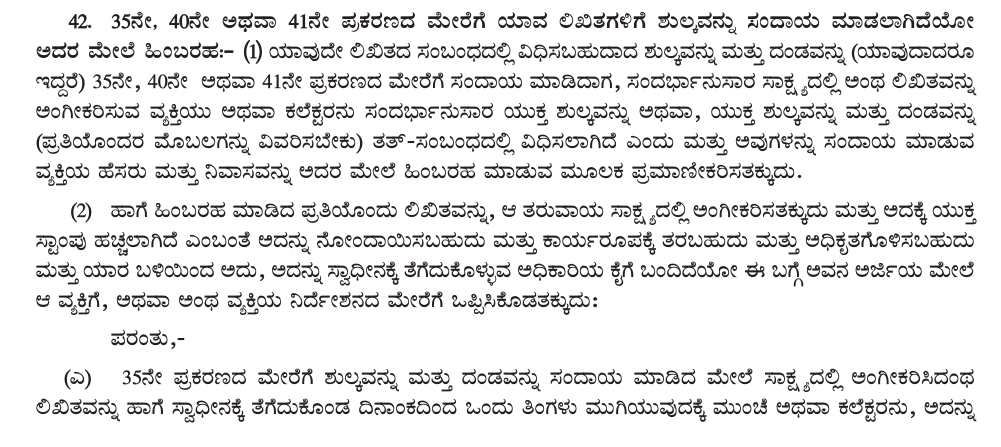 42. 35ನೇ, 40ನೇ ಅಥವಾ 41ನೇ ಪ್ರಕರಣದ ಮೇರೆಗೆ ಯಾವ ಲಿಖಿತಗಳಿಗೆ ಶುಲ್ಕವನ್ನು ಸಂದಾಯ ಮಾಡಲಾಗಿದೆಯೋ
ಅದರ ಮೇಲೆ ಹಿಂಬರಹ:– (1) ಯಾವುದೇ ಲಿಖಿತದ ಸಂಬಂಧದಲ್ಲಿ ವಿಧಿಸಬಹುದಾದ ಶುಲ್ಕವನ್ನು ಮತ್ತು ದಂಡವನ್ನು (ಯಾವುದಾದರೂ
ಇದ್ದರೆ) 35ನೇ, 40ನೇ ಅಥವಾ 41ನೇ ಪ್ರಕರಣದ ಮೇರೆಗೆ ಸಂದಾಯ ಮಾಡಿದಾಗ, ಸಂದರ್ಭಾನುಸಾರ ಸಾಕ್ಷ್ಯದಲ್ಲಿ ಅಂಥ ಲಿಖಿತವನ್ನು
ಅಂಗೀಕರಿಸುವ ವ್ಯಕ್ತಿಯು ಅಥವಾ ಕಲೆಕ್ಟರನು ಸಂದರ್ಭಾನುಸಾರ ಯುಕ್ತ ಶುಲ್ಕವನ್ನು ಅಥವಾ, ಯುಕ್ತ ಶುಲ್ಕವನ್ನು ಮತ್ತು ದಂಡವನ್ನು
(ಪ್ರತಿಯೊಂದರ ಮೊಬಲಗನ್ನು ವಿವರಿಸಬೇಕು) ತತ್-ಸಂಬಂಧದಲ್ಲಿ ವಿಧಿಸಲಾಗಿದೆ ಎಂದು ಮತ್ತು ಅವುಗಳನ್ನು ಸಂದಾಯ ಮಾಡುವ
ವ್ಯಕ್ತಿಯ ಹೆಸರು ಮತ್ತು ನಿವಾಸವನ್ನು ಅದರ ಮೇಲೆ ಹಿಂಬರಹ ಮಾಡುವ ಮೂಲಕ ಪ್ರಮಾಣೀಕರಿಸತಕ್ಕುದು.
(2) ಹಾಗೆ ಹಿಂಬರಹ ಮಾಡಿದ ಪ್ರತಿಯೊಂದು ಲಿಖಿತವನ್ನು, ಆ ತರುವಾಯ ಸಾಕ್ಷ್ಯದಲ್ಲಿ ಅಂಗೀಕರಿಸತಕ್ಕುದು ಮತ್ತು ಅದಕ್ಕೆ ಯುಕ್ತ
ಸ್ಟಾಂಪು ಹಚ್ಚಲಾಗಿದೆ ಎಂಬಂತೆ ಅದನ್ನು ನೋಂದಾಯಿಸಬಹುದು ಮತ್ತು ಕಾರ್ಯರೂಪಕ್ಕೆ ತರಬಹುದು ಮತ್ತು ಅಧಿಕೃತಗೊಳಿಸಬಹುದು
ಮತ್ತು ಯಾರ ಬಳಿಯಿಂದ ಅದು, ಅದನ್ನು ಸ್ವಾಧೀನಕ್ಕೆ ತೆಗೆದುಕೊಳ್ಳುವ ಅಧಿಕಾರಿಯ ಕೈಗೆ ಬಂದಿದೆಯೋ ಈ ಬಗ್ಗೆ ಅವನ ಅರ್ಜಿಯ ಮೇಲೆ
ಆ ವ್ಯಕ್ತಿಗೆ, ಅಥವಾ ಅಂಥ ವ್ಯಕ್ತಿಯ ನಿರ್ದೇಶನದ ಮೇರೆಗೆ ಒಪ್ಪಿಸಿಕೊಡತಕ್ಕುದು:
ಪರಂತು,-
(ಎ) 35ನೇ ಪ್ರಕರಣದ ಮೇರೆಗೆ ಶುಲ್ಕವನ್ನು ಮತ್ತು ದಂಡವನ್ನು ಸಂದಾಯ ಮಾಡಿದ ಮೇಲೆ ಸಾಕ್ಷ್ಯದಲ್ಲಿ ಅಂಗೀಕರಿಸಿದಂಥ
ಲಿಖಿತವನ್ನು ಹಾಗೆ ಸ್ವಾಧೀನಕ್ಕೆ ತೆಗೆದುಕೊಂಡ ದಿನಾಂಕದಿಂದ ಒಂದು ತಿಂಗಳು ಮುಗಿಯುವುದಕ್ಕೆ ಮುಂಚೆ ಅಥವಾ ಕಲೆಕ್ಟರನು, ಅದನ್ನು